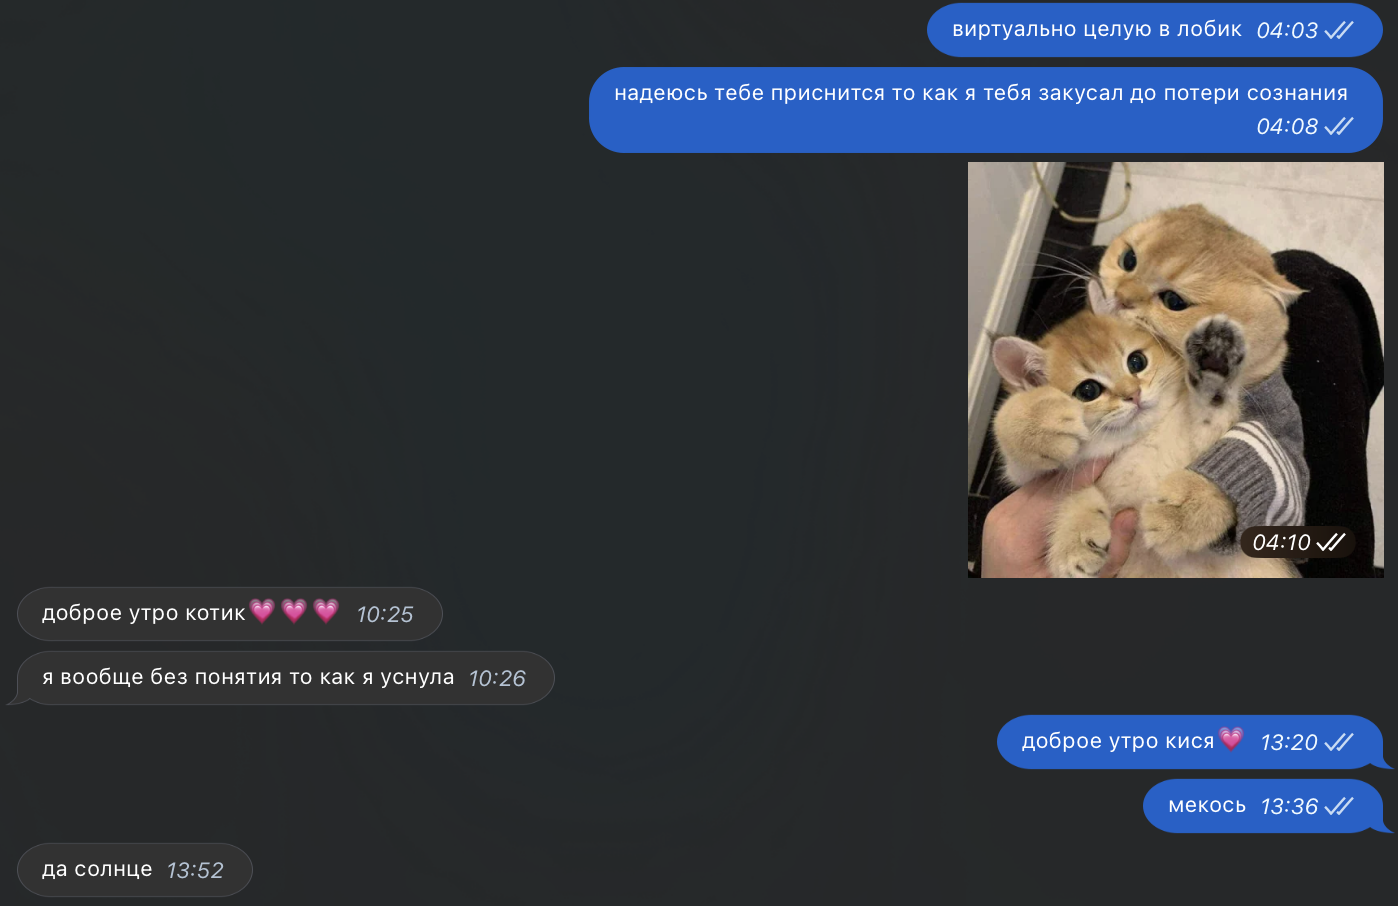 виртуально целую в лобик 04:03
надеюсь тебе приснится то как я тебя закусал до потери сознания
04:08
04:10
доброе утро котик💗💗💗 10:25
я вообще без понятия то как я уснула 10:26
доброе утро кися💗 13:20
мекось 13:36
да солнце 13:52